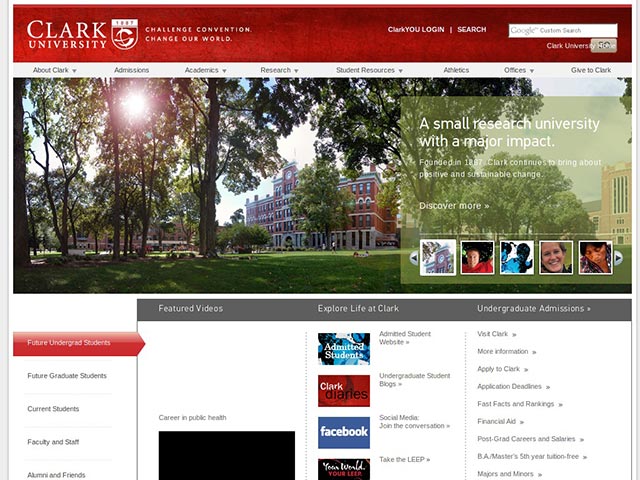 CLARK
UNIVERSITY
1887
CHALLENGE CONVENTION.
CHANGE OUR WORLD.
ClarkYOU LOGIN | SEARCH
Google™ Custom Search
Clark University Home
About Clark
Admissions
Academics
Research
Student Resources
Athletics
Offices
Give to Clark
A small research university
with a major impact.
Founded in 1887, Clark continues to bring about
positive and sustainable change.
Discover more »
Featured Videos
Explore Life at Clark
Undergraduate Admissions »
Future Undergrad Students
Future Graduate Students
Current Students
Faculty and Staff
Alumni and Friends
Career in public health
Admitted
Students
Admitted Student
Website »
Clark
diaries
Undergraduate Student
Blogs »
facebook
Social Media:
Join the conversation »
Your World.
YOUR LEEP.
Take the LEEP »
Visit Clark »
More information »
Apply to Clark »
Application Deadlines »
Fast Facts and Rankings »
Financial Aid »
Post-Grad Careers and Salaries »
B.A./Master's 5th year tuition-free »
Majors and Minors »